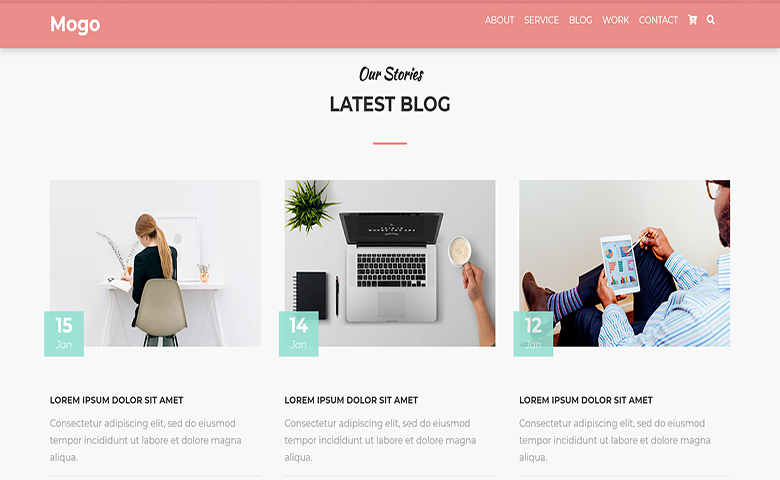 Mogo
ABOUT SERVICE BLOG WORK CONTACT
Our Stories
LATEST BLOG
15
Jan
14
Jan
12
Jan
LOREM IPSUM DOLOR SIT AMET
Consectetur adipiscing elit, sed do eiusmod
tempor incididunt ut labore et dolore magna
aliqua.
LOREM IPSUM DOLOR SIT AMET
Consectetur adipiscing elit, sed do eiusmod
tempor incididunt ut labore et dolore magna
aliqua.
LOREM IPSUM DOLOR SIT AMET
Consectetur adipiscing elit, sed do eiusmod
tempor incididunt ut labore et dolore magna
aliqua.